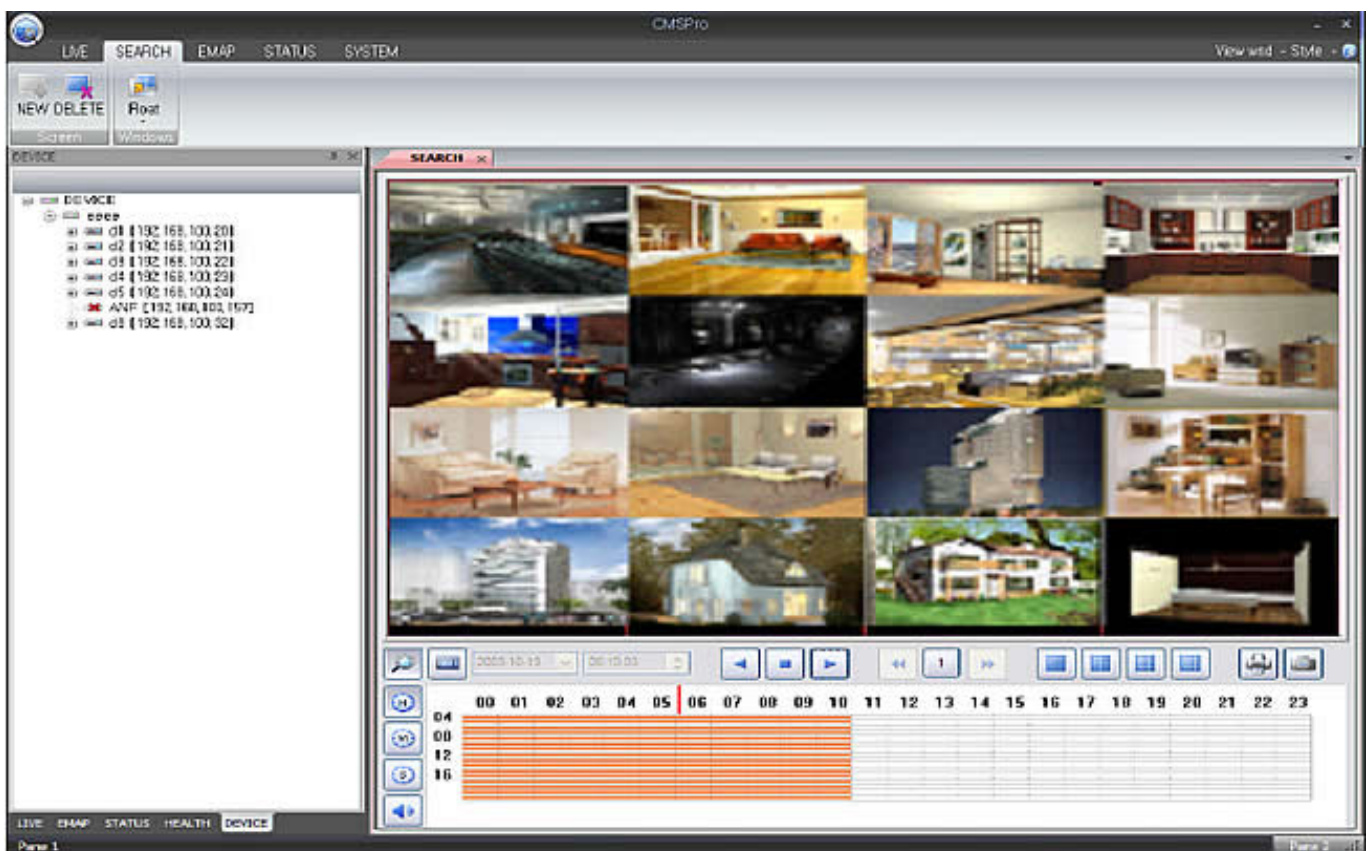 CMSPro
LIVE SEARCH EMAP STATUS SYSTEM
View wnd - Style
NEW DELETE Float
Screen Windows
DEVICE
SEARCH
DEVICE
d1 [192,168,100,20]
d2 [192,168,100,21]
d3 [192,168,100,22]
d4 [192,168,100,23]
d5 [192,168,100,24]
[192,168,100,157]
[192,168,100,32]
1
00 01 02 03 04 05 06 07 08 09 10 11 12 13 14 15 16 17 18 19 20 21 22 23
04
08
12
16
H
M
S
LIVE EMAP STATUS HEALTH DEVICE
Pane 1 Pane 2